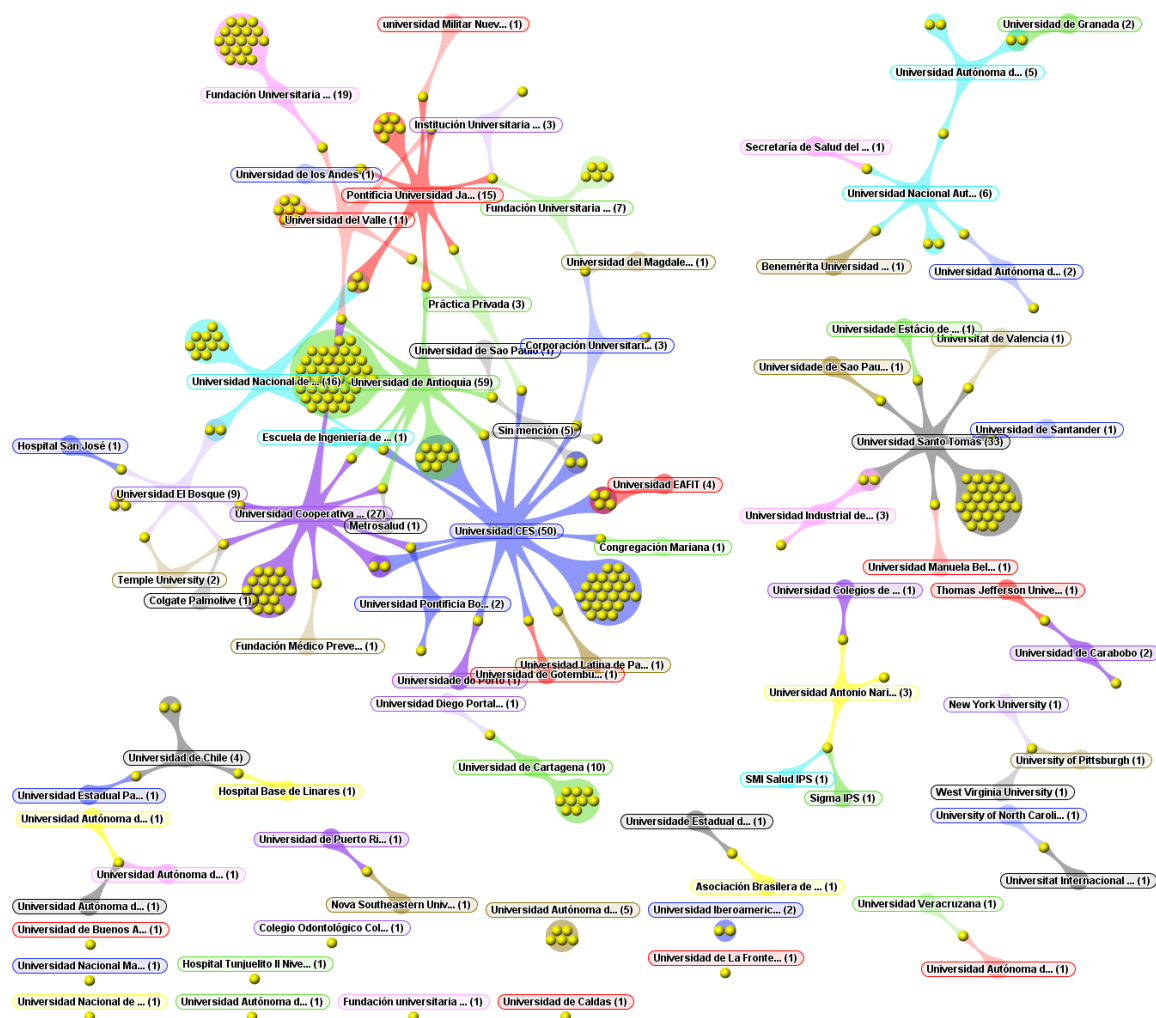 universidad Militar Nuev... (1)
Universidad de Granada (2)
Universidad Autónoma d... (5)
Fundación Universitaria ... (19)
Institución Universitaria ... (3)
Secretaría de Salud del ... (1)
Universidad de los Andes (1)
Pontificia Universidad Ja... (15)
Universidad Nacional Aut... (6)
Fundación Universitaria ... (7)
Universidad del Valle (11)
Universidad del Magdale... (1)
Benemérita Universidad ... (1)
Universidad Autónoma d... (2)
Práctica Privada (3)
Universidade Estácio de ... (1)
Universitat de Valencia (1)
Corporación Universitari... (3)
Universidad de Sao Paulo (1)
Universidade de Sao Pau... (1)
Universidad Nacional de ... (16)
Universidad de Antioquia (59)
Sin mención (5)
Universidad de Santander (1)
Escuela de Ingeniería de ... (1)
Universidad Santo Tomas (33)
Hospital San José (1)
Universidad EAFIT (4)
Universidad El Bosque (9)
Universidad Cooperativa ... (27)
Universidad Industrial de... (3)
Metrosalud (1)
Universidad CES (50)
Congregación Mariana (1)
Universidad Manuela Bel... (1)
Temple University (2)
Colgate Palmolive (1)
Universidad Pontificia Bo... (2)
Universidad Colegios de ... (1)
Thomas Jefferson Unive... (1)
Fundación Médico Preve... (1)
Universidad de Carabobo (2)
Universidad Latina de Pa... (1)
Universidad de Gotembu... (1)
Universidade do Porto (1)
Universidad Antonio Nari... (3)
Universidad Diego Portal... (1)
New York University (1)
Universidad de Chile (4)
University of Pittsburgh (1)
Universidad de Cartagena (10)
SMI Salud IPS (1)
Hospital Base de Linares (1)
West Virginia University (1)
Universidad Estadual Pa... (1)
Sigma IPS (1)
University of North Caroli... (1)
Universidad Autónoma d... (1)
Universidade Estadual d... (1)
Universidad de Puerto Ri... (1)
Universidad Autónoma d... (1)
Universitat Internacional ... (1)
Asociación Brasilera de ... (1)
Universidad Autónoma d... (1)
Nova Southeastern Univ... (1)
Universidad Autónoma d... (5)
Universidad Iberoameric... (2)
Universidad Veracruzana (1)
Universidad de Buenos A... (1)
Colegio Odontológico Col... (1)
Universidad de La Fronte... (1)
Universidad Nacional Ma... (1)
Hospital Tunjuelito II Nive... (1)
Universidad Autónoma d... (1)
Universidad Nacional de ... (1)
Universidad Autónoma d... (1)
Fundación universitaria ... (1)
Universidad de Caldas (1)